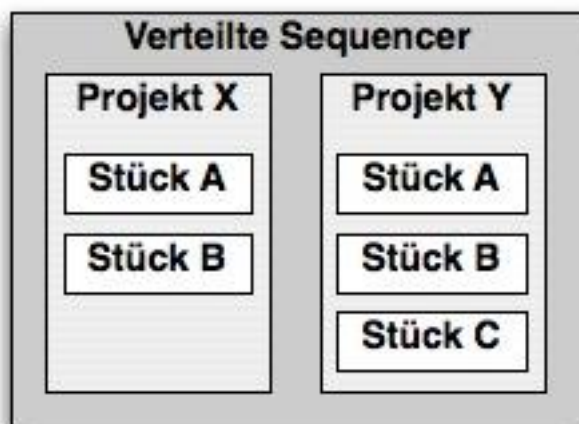 Verteilte Sequencer
Projekt X
Stück A
Stück B
Projekt Y
Stück A
Stück B
Stück C